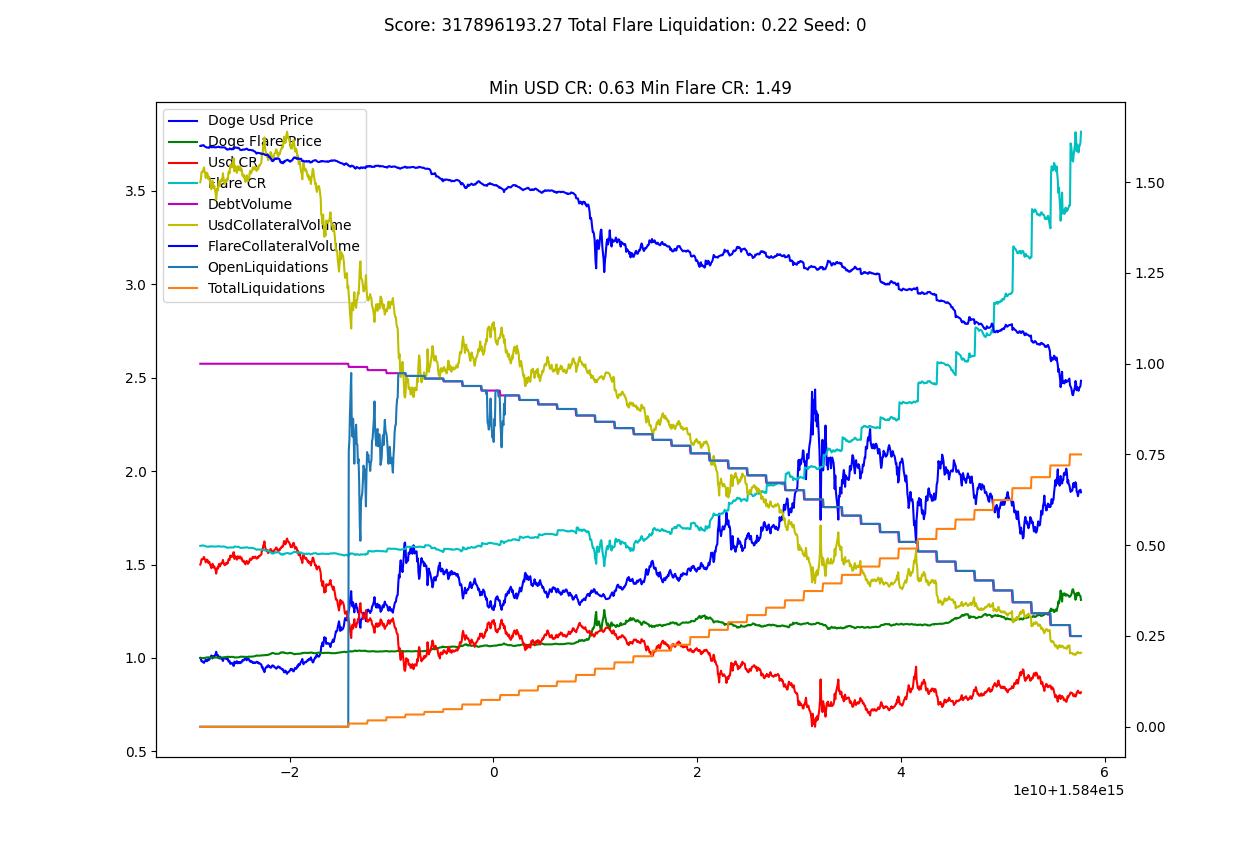 Score: 317896193.27 Total Flare Liquidation: 0.22 Seed: 0
Min USD CR: 0.63 Min Flare CR: 1.49
Doge Usd Price
Doge Flare Price
Usd CR
Flare CR
DebtVolume
UsdCollateralVolume
FlareCollateralVolume
OpenLiquidations
TotalLiquidations
3.5
3.0
2.5
2.0
1.5
1.0
0.5
1.50
1.25
1.00
0.75
0.50
0.25
0.00
−2
0
2
4
6
1e10+1.584e15